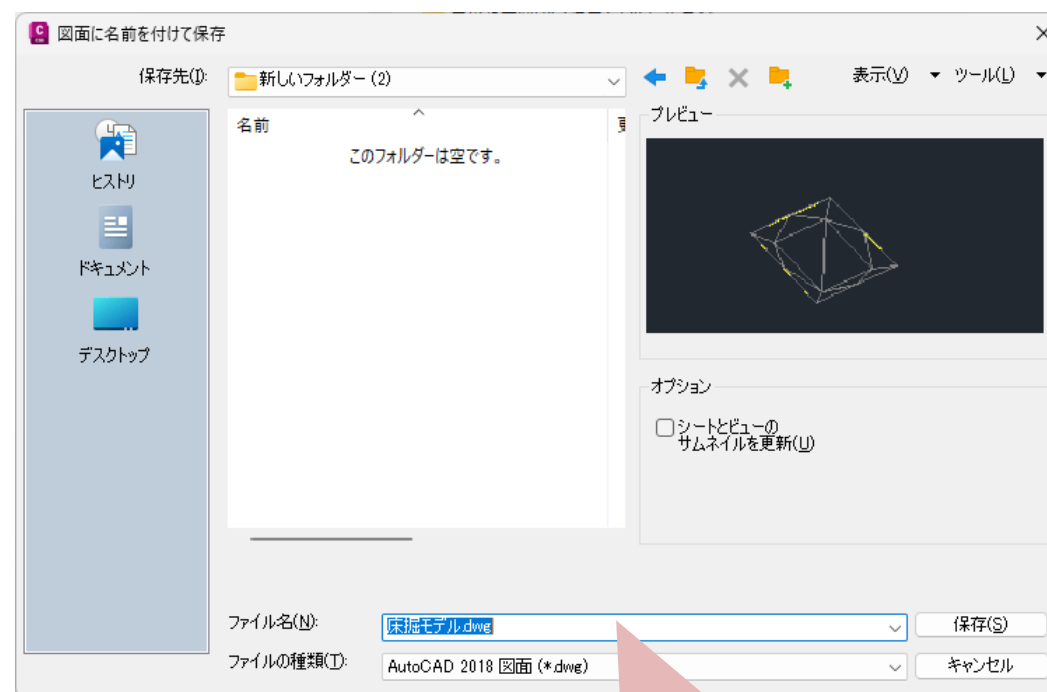 図面に名前を付けて保存
保存先(I):
新しいフォルダー (2)
表示(V)
ツール(L)
ヒストリ
ドキュメント
デスクトップ
名前
このフォルダーは空です。
プレビュー
オプション
シートとビューの
サムネイルを更新(U)
ファイル名(N):
床掘モデル.dwg
保存(S)
ファイルの種類(T):
AutoCAD 2018 図面 (*.dwg)
キャンセル